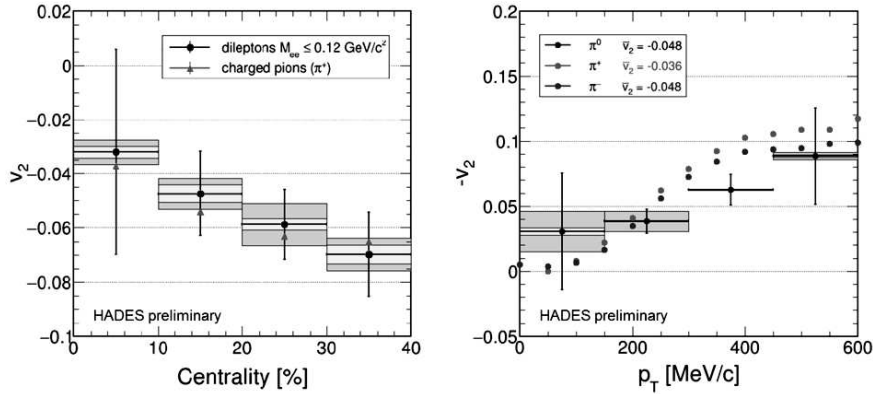 dileptons Mee ≤ 0.12 GeV/c²
charged pions (π⁺)
0
−0.02
−0.04
−0.06
−0.08
−0.1
v₂
HADES preliminary
0 10 20 30 40
Centrality [%]
0.2
0.15
0.1
0.05
0
−0.05
-v₂
π⁰ v̄₂ = -0.048
π⁺ v̄₂ = -0.036
π⁻ v̄₂ = -0.048
HADES preliminary
0 200 400 600
pT [MeV/c]